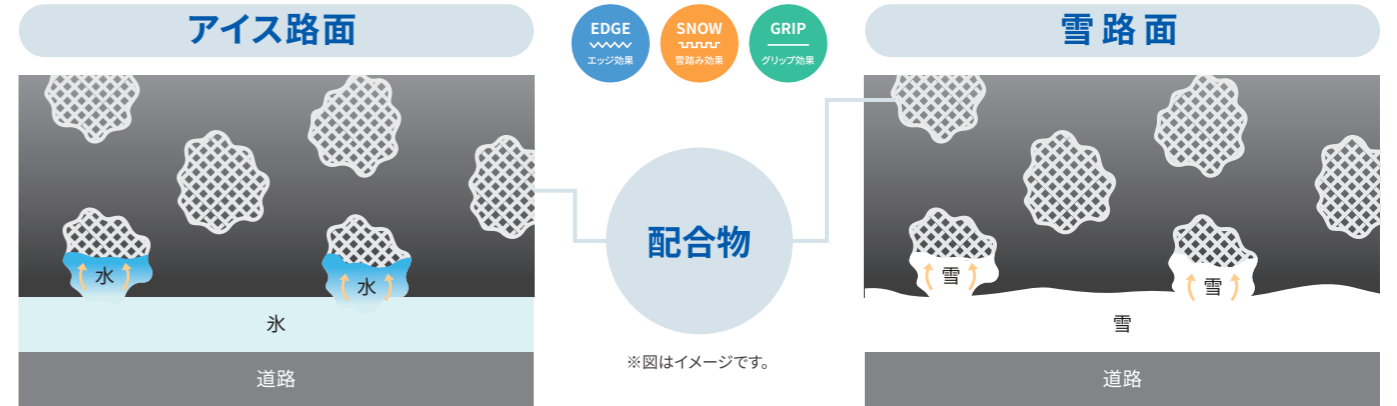 アイス路面
EDGE
エッジ効果
SNOW
雪踏み効果
GRIP
グリップ効果
雪路面
水
水
氷
道路
配合物
※図はイメージです。
雪
雪
雪
道路